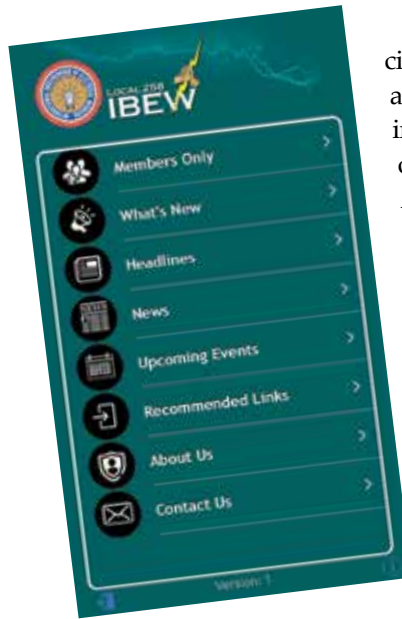 LOCAL 258
IBEW
Members Only
What's New
Headlines
News
Upcoming Events
Recommended Links
About Us
Contact Us
Version: 1
ci
a
i